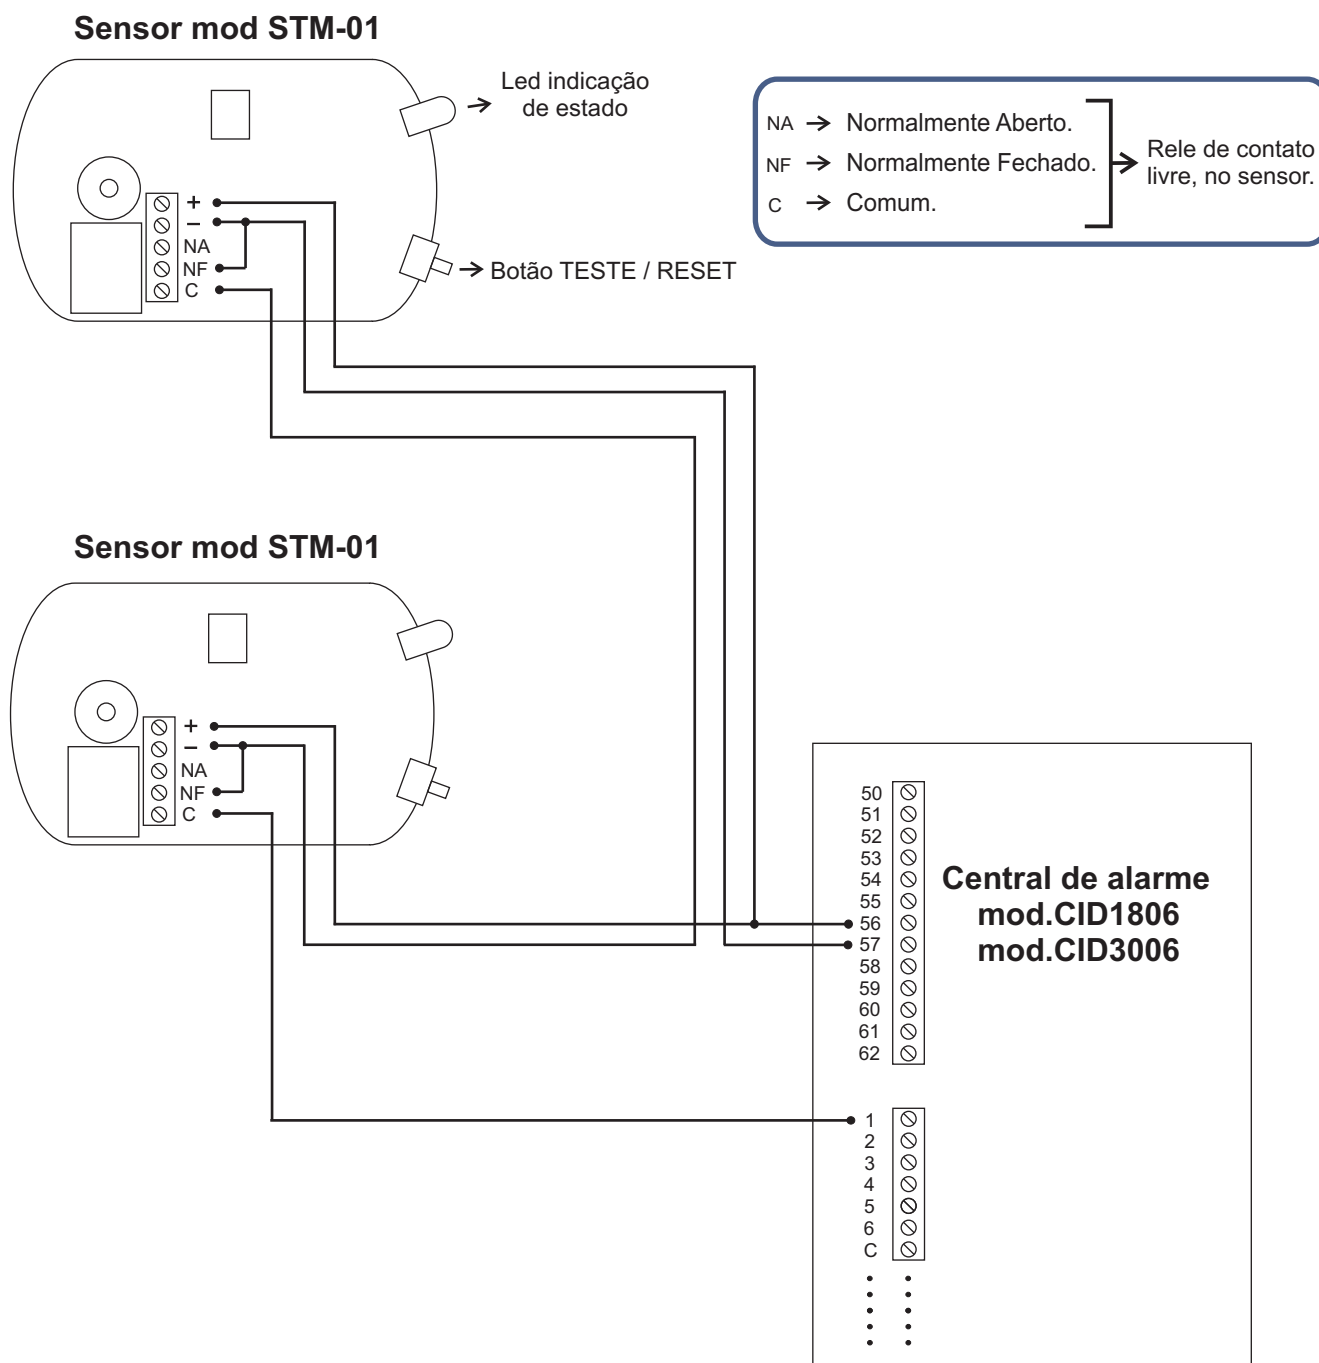 Sensor mod STM-01
Led indicação
de estado
NA → Normalmente Aberto.
NF → Normalmente Fechado.
C → Comum.
Rele de contato
livre, no sensor.
+
−
NA
NF
C
Botão TESTE / RESET
Sensor mod STM-01
+
−
NA
NF
C
50
51
52
53
54
55
56
57
58
59
60
61
62
Central de alarme
mod.CID1806
mod.CID3006
1
2
3
4
5
6
C